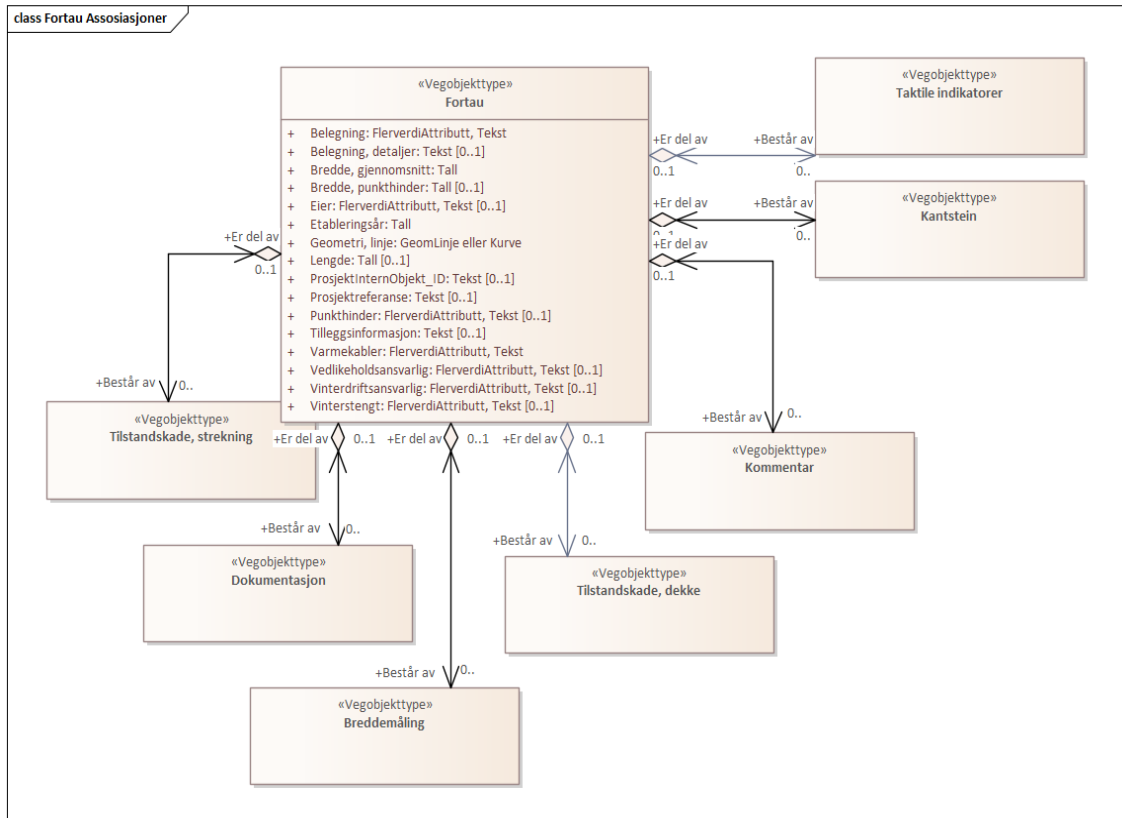 class Fortau Assosiasjoner
«Vegobjekttype»
Fortau
+ Belegning: FlerverdiAttributt, Tekst
+ Belegning, detaljer: Tekst [0..1]
+ Bredde, gjennomsnitt: Tall
+ Bredde, punkthinder: Tall [0..1]
+ Eier: FlerverdiAttributt, Tekst [0..1]
+ Etableringsår: Tall
+ Geometri, linje: GeomLinje eller Kurve
+ Lengde: Tall [0..1]
+ ProsjektInternObjekt_ID: Tekst [0..1]
+ Prosjektreferanse: Tekst [0..1]
+ Punkthinder: FlerverdiAttributt, Tekst [0..1]
+ Tilleggsinformasjon: Tekst [0..1]
+ Varmekabler: FlerverdiAttributt, Tekst
+ Vedlikeholdsansvarlig: FlerverdiAttributt, Tekst [0..1]
+ Vinterdriftsansvarlig: FlerverdiAttributt, Tekst [0..1]
+ Vinterstengt: FlerverdiAttributt, Tekst [0..1]
«Vegobjekttype»
Taktile indikatorer
+Er del av
0..1
+Består av
0..
«Vegobjekttype»
Kantstein
+Er del av
0..1
+Består av
0..
+Er del av
0..1
+Består av
0..
«Vegobjekttype»
Kommentar
+Er del av
0..1
+Består av
0..
«Vegobjekttype»
Tilstandskade, strekning
+Er del av
0..1
+Består av
0..
«Vegobjekttype»
Dokumentasjon
+Er del av
0..1
+Består av
0..
«Vegobjekttype»
Breddemåling
+Er del av
0..1
+Består av
0..
«Vegobjekttype»
Tilstandskade, dekke